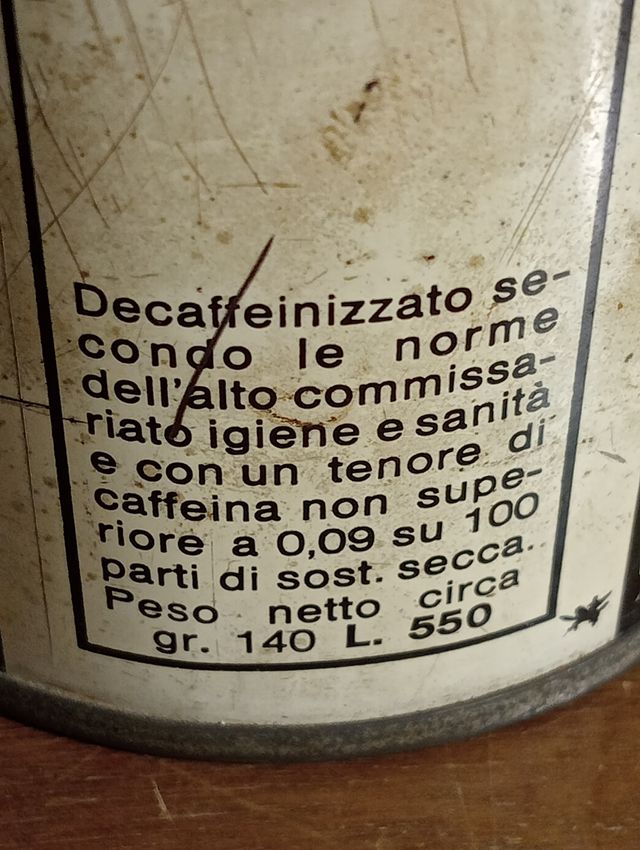 Decaffeinizzato se-
condo le norme
dell'alto commissa-
riato igiene e sanità
e con un tenore di
caffeina non supe-
riore a 0,09 su 100
parti di sost. secca.
Peso netto circa
gr. 140 L. 550